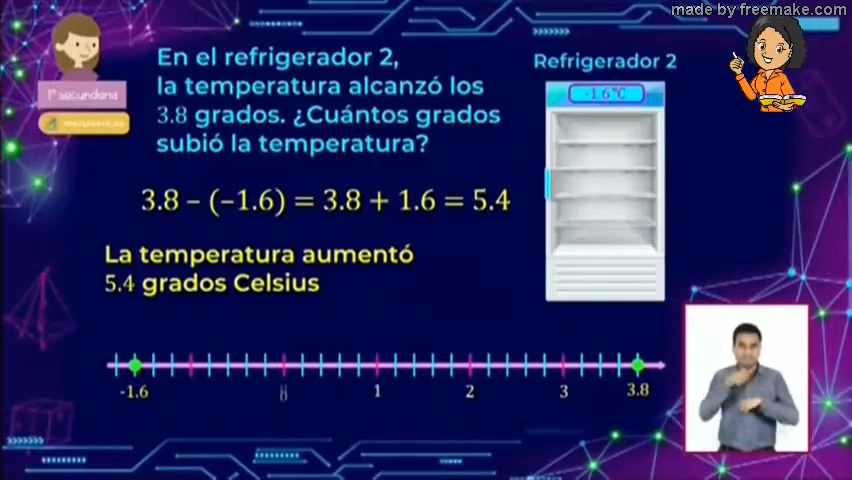 made by freemake.com
En el refrigerador 2,
la temperatura alcanzó los
3.8 grados. ¿Cuántos grados
subió la temperatura?
Refrigerador 2
-1.6°C
1° secundaria
3.8 – (–1.6) = 3.8 + 1.6 = 5.4
La temperatura aumentó
5.4 grados Celsius
-1.6 1 2 3 3.8